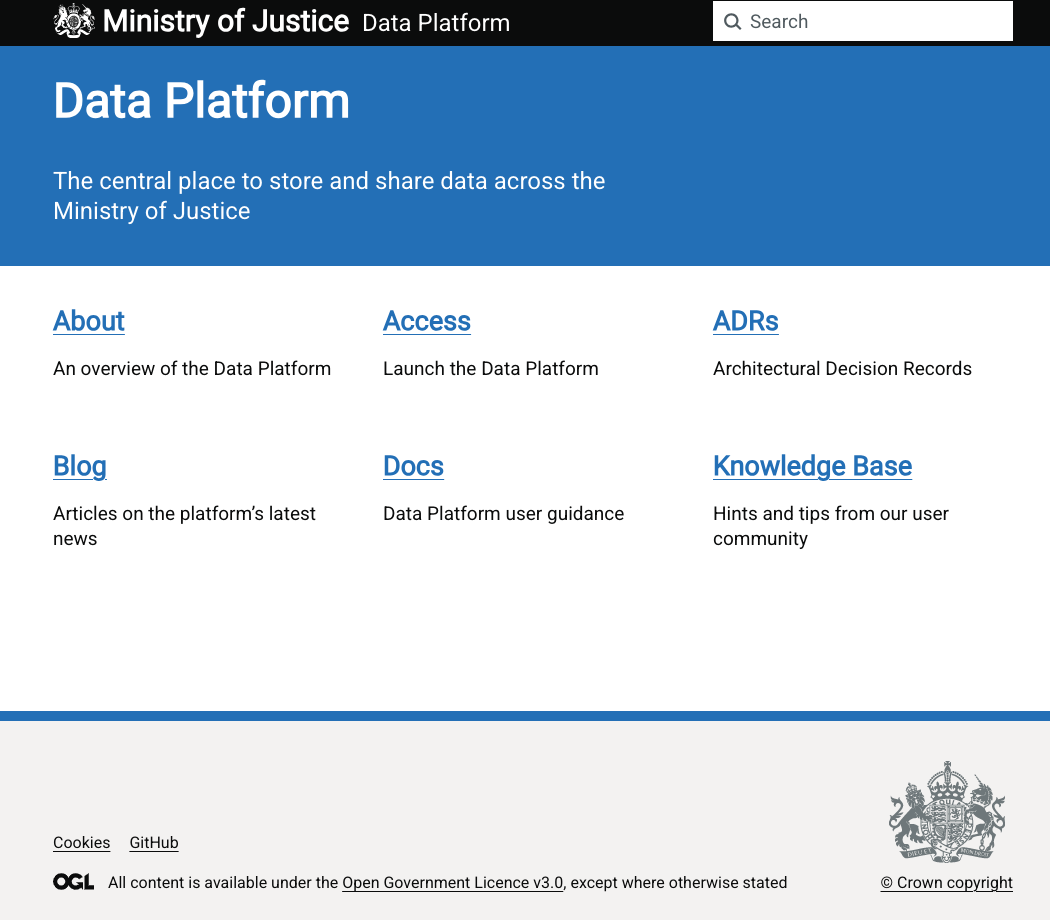 Ministry of Justice Data Platform Search
Data Platform
The central place to store and share data across the
Ministry of Justice
About Access ADRs
An overview of the Data Platform Launch the Data Platform Architectural Decision Records
Blog Docs Knowledge Base
Articles on the platform’s latest Data Platform user guidance Hints and tips from our user
news community
Cookies GitHub
OGL All content is available under the Open Government Licence v3.0, except where otherwise stated © Crown copyright